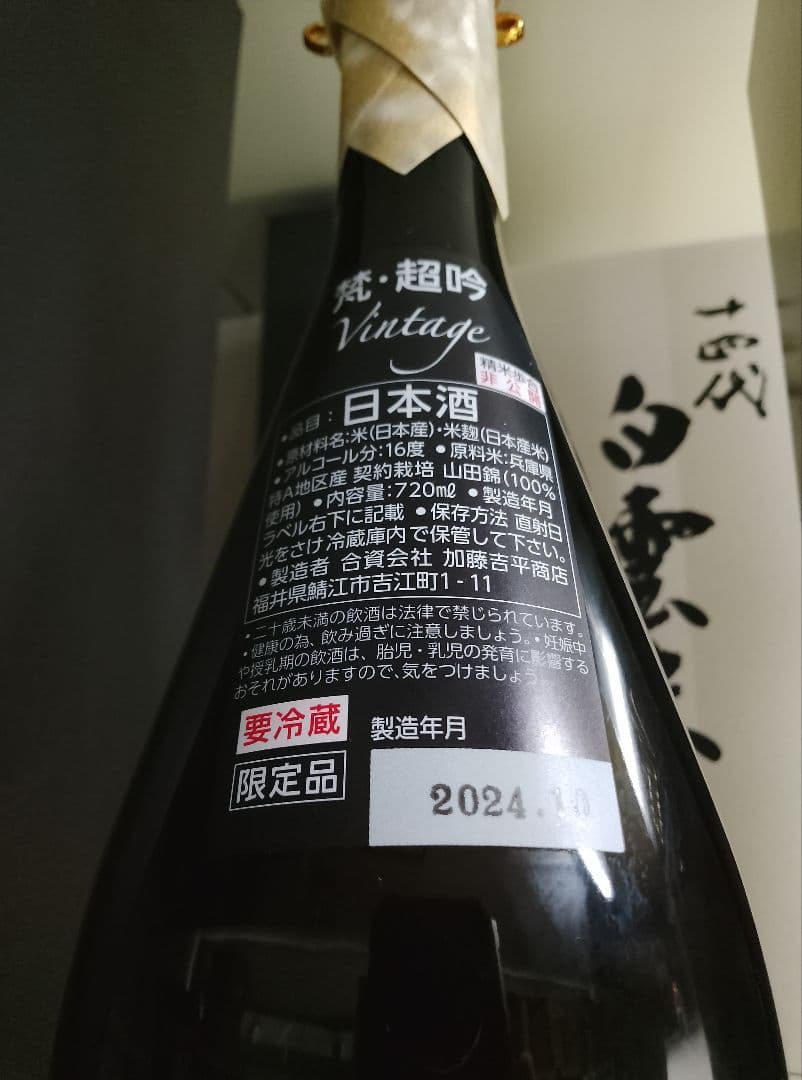 梵・超吟
Vintage
精米歩合
非公開
•品目：日本酒
•原材料名：米（日本産）・米麹（日本産米）
•アルコール分：16度 •原料米：兵庫県
特A地区産 契約栽培 山田錦（100%
使用）•内容量：720㎖ •製造年月
ラベル右下に記載 •保存方法 直射日
光をさけ冷蔵庫内で保管して下さい。
•製造者 合資会社 加藤吉平商店
福井県鯖江市吉江町1-11
•二十歳未満の飲酒は法律で禁じられています。
•健康の為、飲み過ぎに注意しましょう。•妊娠中
や授乳期の飲酒は、胎児・乳児の発育に影響する
おそれがありますので、気をつけましょう。
要冷蔵
製造年月
限定品
2024.10
十四代
白雲